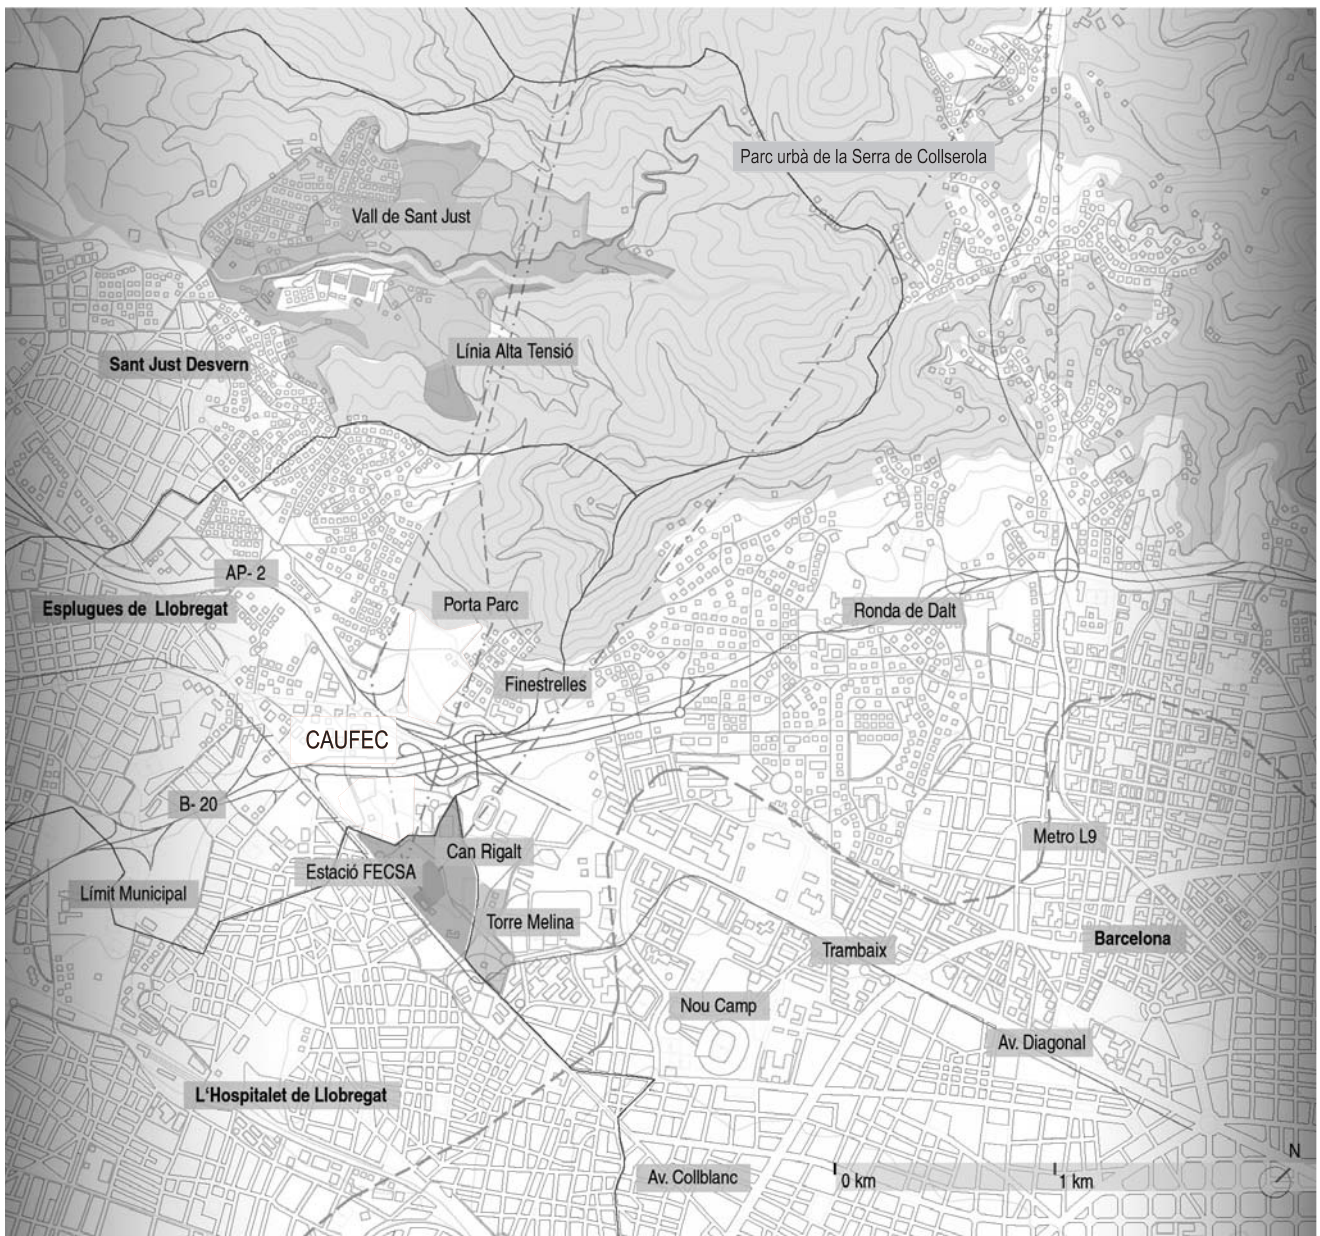 Parc urbà de la Serra de Collserola
Vall de Sant Just
Línia Alta Tensió
Sant Just Desvern
AP- 2
Esplugues de Llobregat
Porta Parc
Ronda de Dalt
Finestrelles
CAUFEC
B- 20
Metro L9
Can Rigalt
Estació FECSA
Límit Municipal
Torre Melina
Barcelona
Trambaix
Nou Camp
Av. Diagonal
L'Hospitalet de Llobregat
N
Av. Collblanc
0 km
1 km